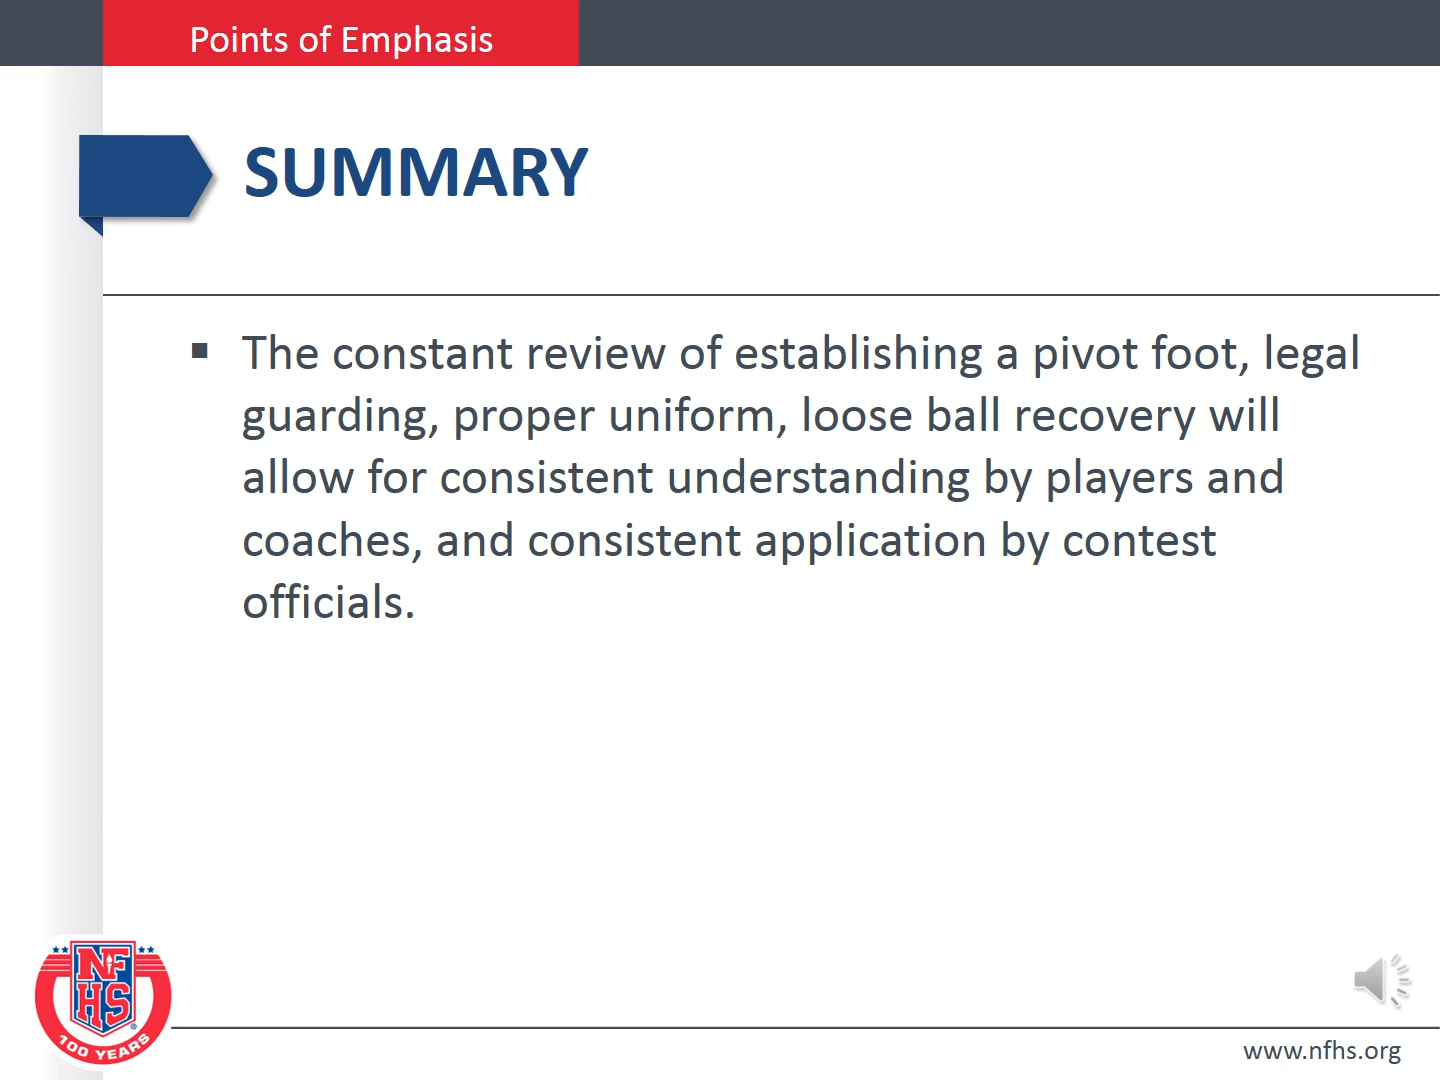 Points of Emphasis
SUMMARY
▪ The constant review of establishing a pivot foot, legal
guarding, proper uniform, loose ball recovery will
allow for consistent understanding by players and
coaches, and consistent application by contest
officials.
NF
HS®
100 YEARS
www.nfhs.org